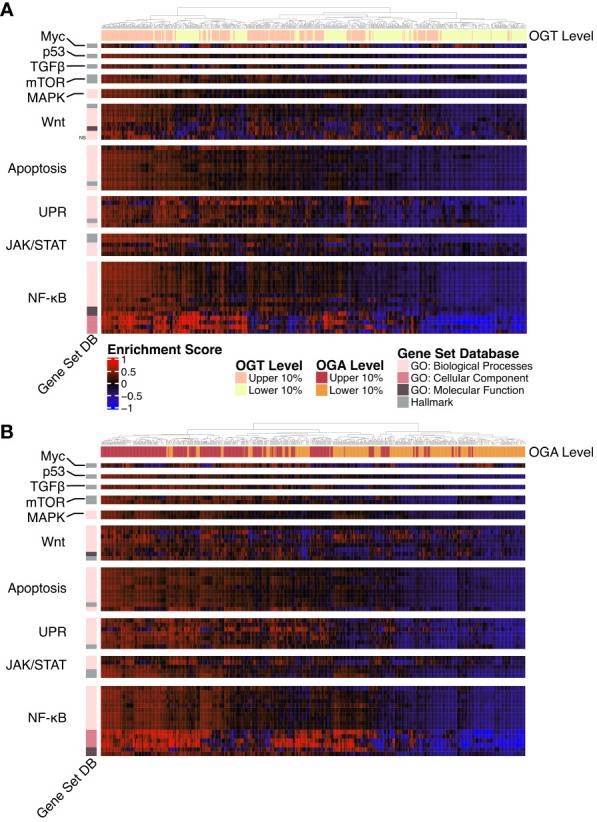 A
Myc
OGT Level
p53
TGFβ
mTOR
MAPK
Wnt
NS
Apoptosis
UPR
JAK/STAT
NF-κB
Gene Set DB
Enrichment Score
1
0.5
0
−0.5
−1
OGT Level
Upper 10%
Lower 10%
OGA Level
Upper 10%
Lower 10%
Gene Set Database
GO: Biological Processes
GO: Cellular Component
GO: Molecular Function
Hallmark
B
Myc
OGA Level
p53
TGFβ
mTOR
MAPK
Wnt
Apoptosis
UPR
JAK/STAT
NF-κB
Gene Set DB